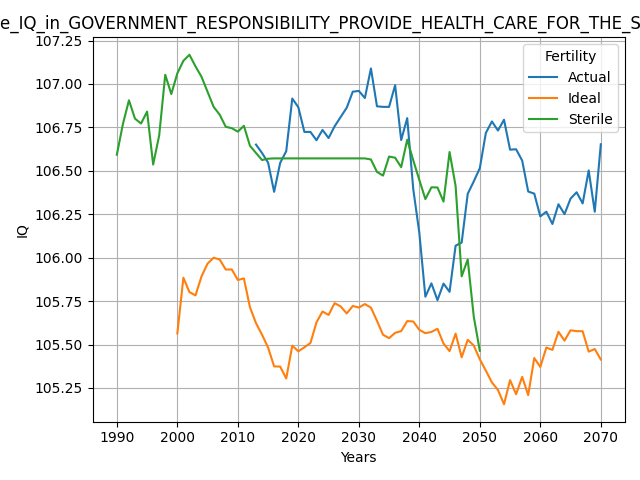 e_IQ_in_GOVERNMENT_RESPONSIBILITY_PROVIDE_HEALTH_CARE_FOR_THE_S
107.25
107.00
106.75
106.50
106.25
106.00
105.75
105.50
105.25
IQ
Fertility
Actual
Ideal
Sterile
1990 2000 2010 2020 2030 2040 2050 2060 2070
Years